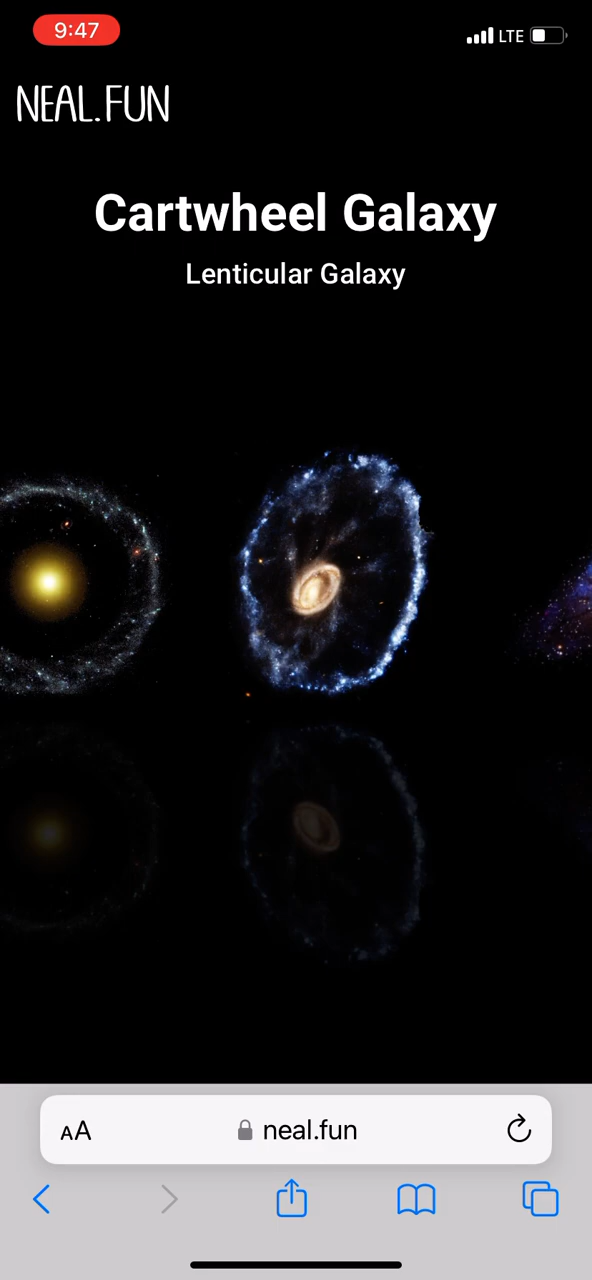 9:47
LTE
NEAL.FUN
Cartwheel Galaxy
Lenticular Galaxy
AA
neal.fun